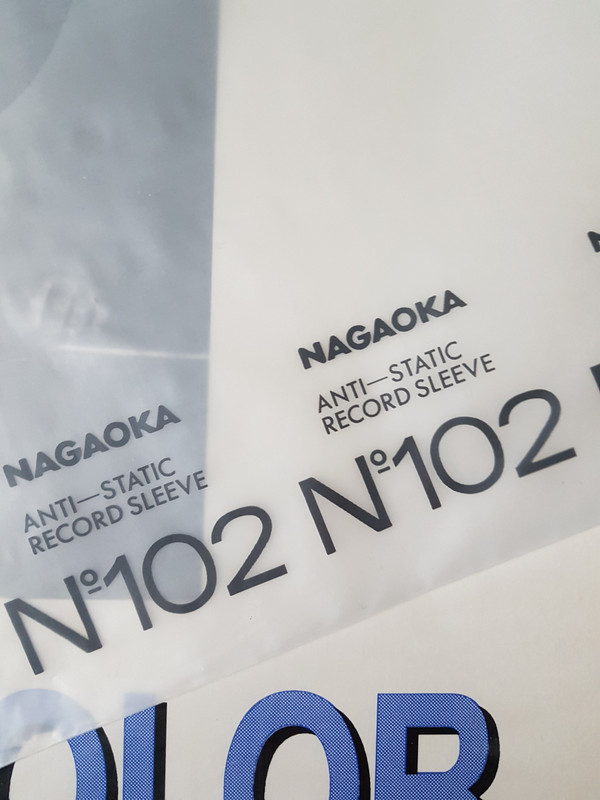 NAGAOKA
ANTI—STATIC
RECORD SLEEVE
Nº102
NAGAOKA
ANTI—STATIC
RECORD SLEEVE
Nº102
N
OLOR